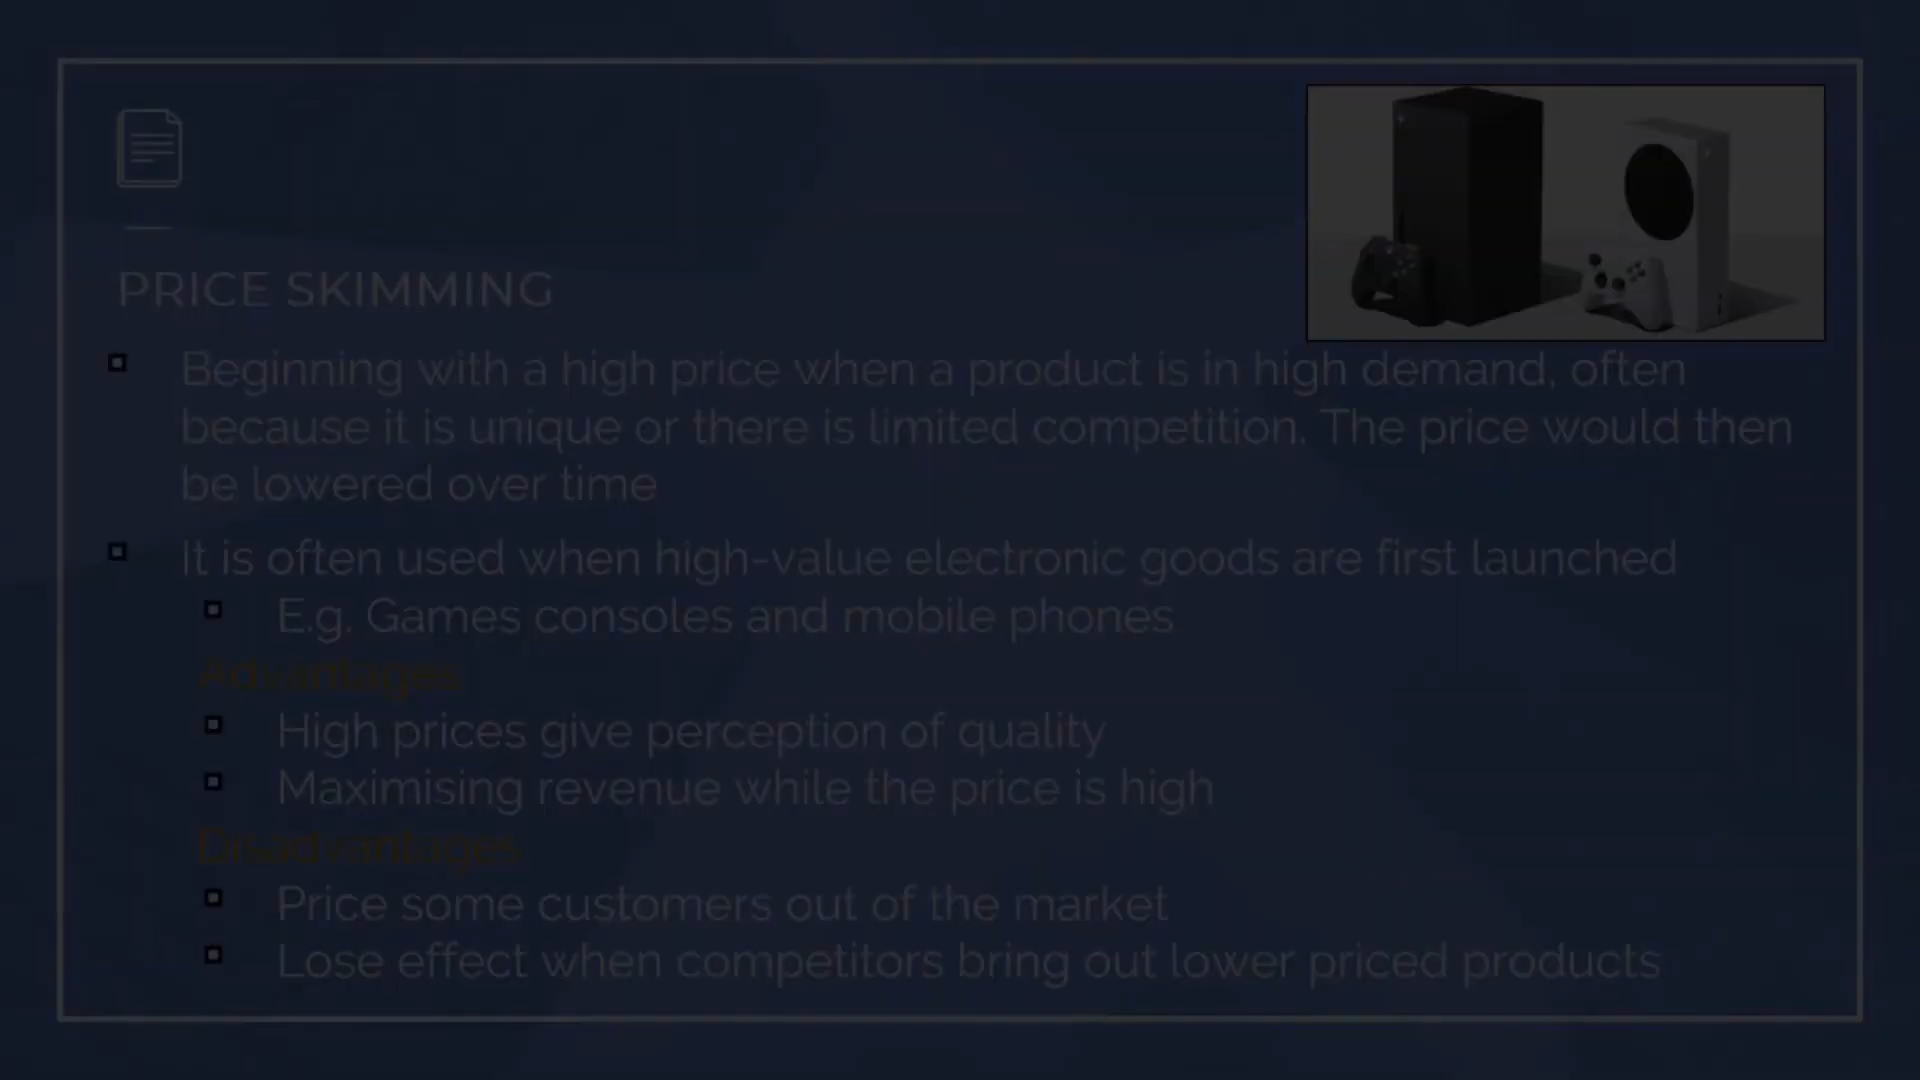 PRICE SKIMMING
Beginning with a high price when a product is in high demand, often
because it is unique or there is limited competition. The price would then
be lowered over time
It is often used when high-value electronic goods are first launched
E.g. Games consoles and mobile phones
Advantages
High prices give perception of quality
Maximising revenue while the price is high
Disadvantages
Price some customers out of the market
Lose effect when competitors bring out lower priced products